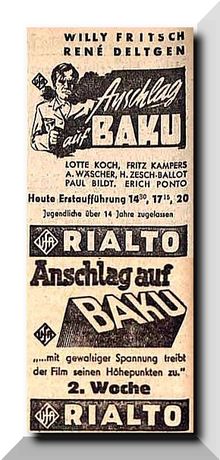 WILLY FRITSCH
RENÉ DELTGEN
UFA
Anschlag
auf BAKU
LOTTE KOCH, FRITZ KAMPERS
A. WÄSCHER, H. ZESCH-BALLOT
PAUL BILDT, ERICH PONTO
Heute Erstaufführung 14³⁰, 17¹⁵, 20
Jugendliche über 14 Jahre zugelassen
UFA RIALTO
Anschlag auf
BAKU
UFA
„...mit gewaltiger Spannung treibt
der Film seinen Höhepunkten zu."
2. Woche
UFA RIALTO